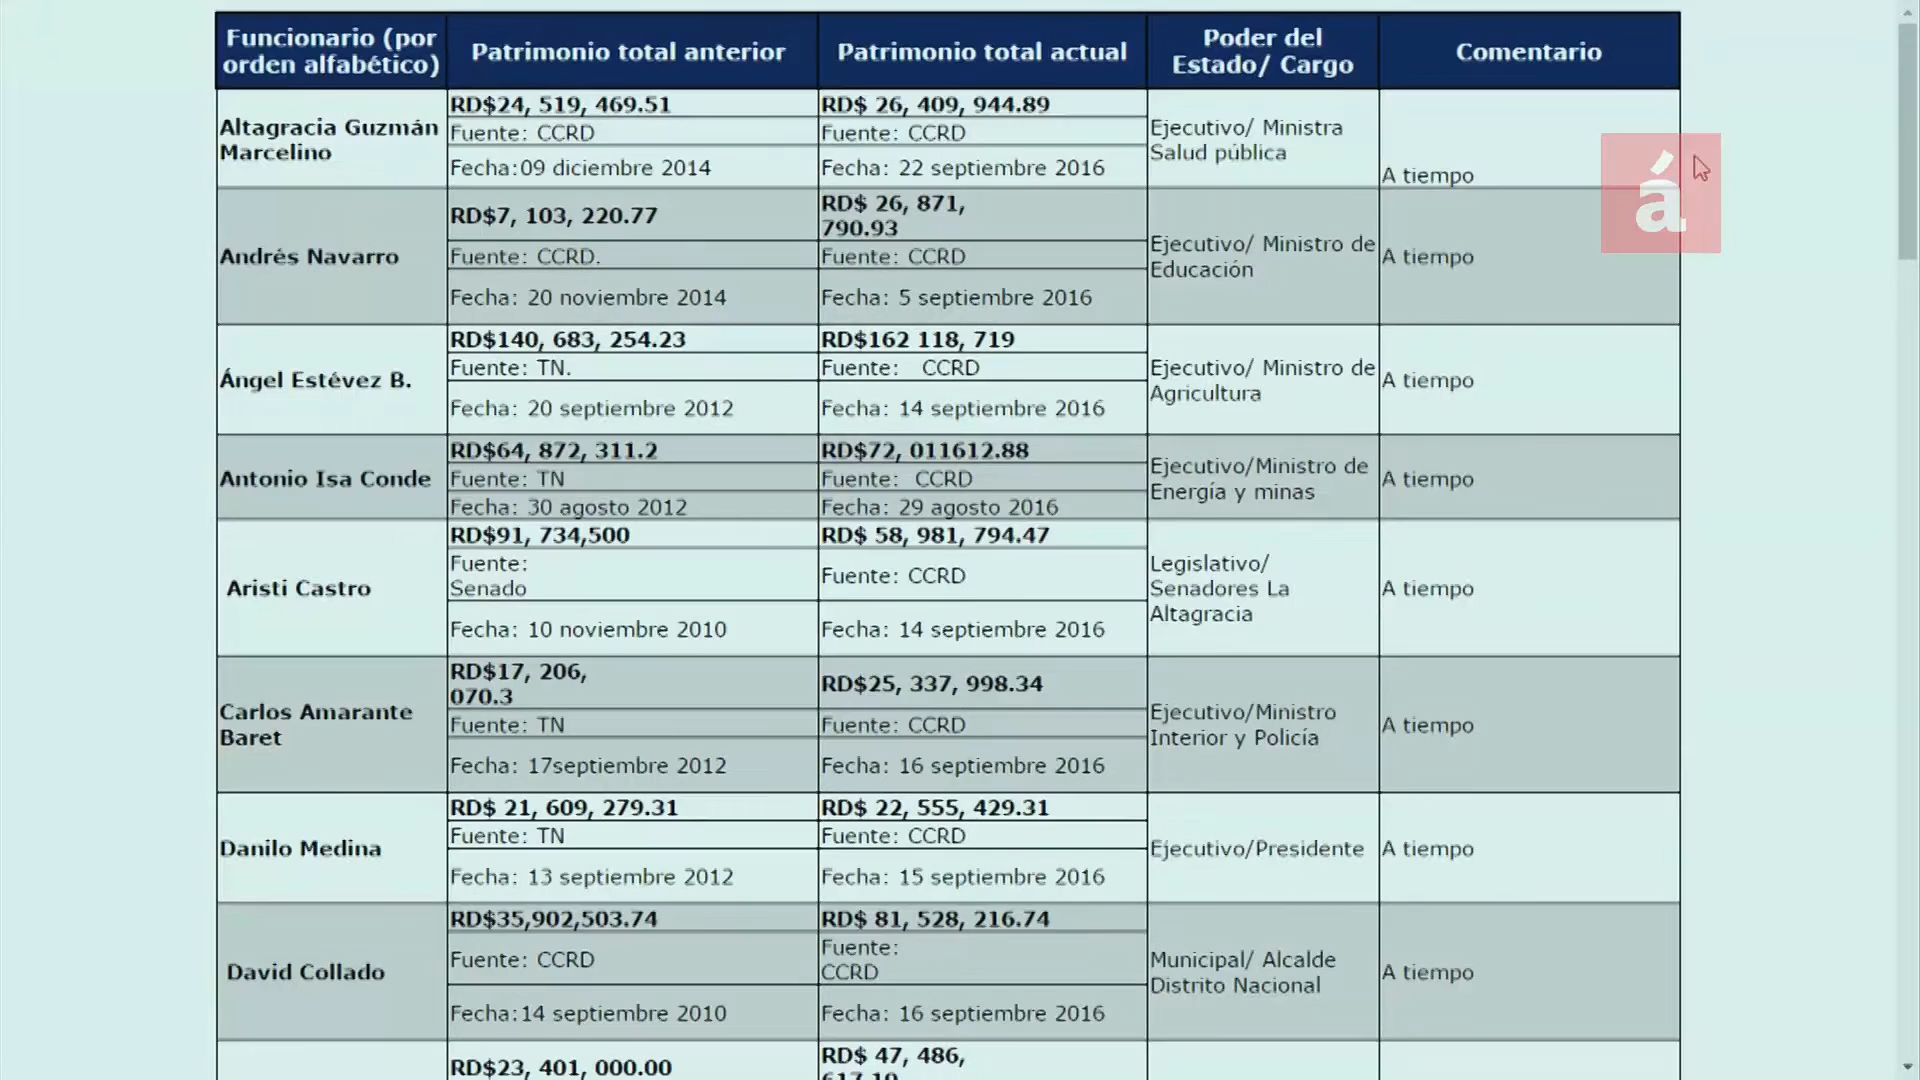 Funcionario (por
orden alfabético)
Patrimonio total anterior
Patrimonio total actual
Poder del
Estado/ Cargo
Comentario
Altagracia Guzmán
Marcelino
RD$24, 519, 469.51
Fuente: CCRD
Fecha:09 diciembre 2014
RD$ 26, 409, 944.89
Fuente: CCRD
Fecha: 22 septiembre 2016
Ejecutivo/ Ministra
Salud pública
A tiempo
á
Andrés Navarro
RD$7, 103, 220.77
Fuente: CCRD.
Fecha: 20 noviembre 2014
RD$ 26, 871,
790.93
Fuente: CCRD
Fecha: 5 septiembre 2016
Ejecutivo/ Ministro de
Educación
A tiempo
Ángel Estévez B.
RD$140, 683, 254.23
Fuente: TN.
Fecha: 20 septiembre 2012
RD$162 118, 719
Fuente: CCRD
Fecha: 14 septiembre 2016
Ejecutivo/ Ministro de
Agricultura
A tiempo
Antonio Isa Conde
RD$64, 872, 311.2
Fuente: TN
Fecha: 30 agosto 2012
RD$72, 011612.88
Fuente: CCRD
Fecha: 29 agosto 2016
Ejecutivo/Ministro de
Energía y minas
A tiempo
Aristi Castro
RD$91, 734,500
Fuente:
Senado
Fecha: 10 noviembre 2010
RD$ 58, 981, 794.47
Fuente: CCRD
Fecha: 14 septiembre 2016
Legislativo/
Senadores La
Altagracia
A tiempo
Carlos Amarante
Baret
RD$17, 206,
070.3
Fuente: TN
Fecha: 17septiembre 2012
RD$25, 337, 998.34
Fuente: CCRD
Fecha: 16 septiembre 2016
Ejecutivo/Ministro
Interior y Policía
A tiempo
Danilo Medina
RD$ 21, 609, 279.31
Fuente: TN
Fecha: 13 septiembre 2012
RD$ 22, 555, 429.31
Fuente: CCRD
Fecha: 15 septiembre 2016
Ejecutivo/Presidente
A tiempo
David Collado
RD$35,902,503.74
Fuente: CCRD
Fecha:14 septiembre 2010
RD$ 81, 528, 216.74
Fuente:
CCRD
Fecha: 16 septiembre 2016
Municipal/ Alcalde
Distrito Nacional
A tiempo
RD$23, 401, 000.00
RD$ 47, 486,